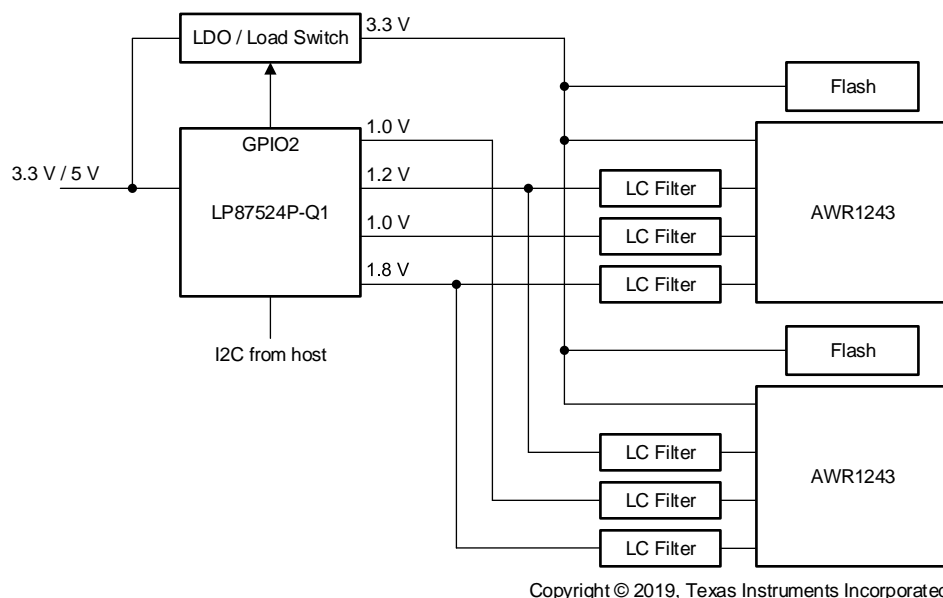 LDO / Load Switch
3.3 V
Flash
GPIO2
1.0 V
3.3 V / 5 V
LP87524P-Q1
1.2 V
LC Filter
AWR1243
1.0 V
LC Filter
1.8 V
LC Filter
I2C from host
Flash
LC Filter
AWR1243
LC Filter
LC Filter
Copyright © 2019, Texas Instruments Incorporated